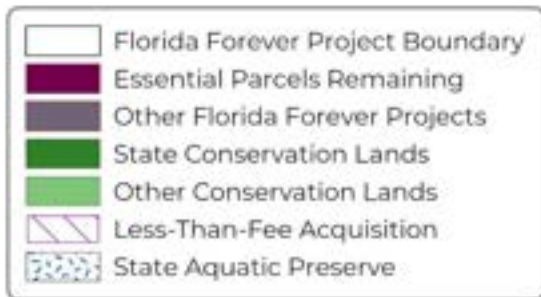 Florida Forever Project Boundary
Essential Parcels Remaining
Other Florida Forever Projects
State Conservation Lands
Other Conservation Lands
Less-Than-Fee Acquisition
State Aquatic Preserve